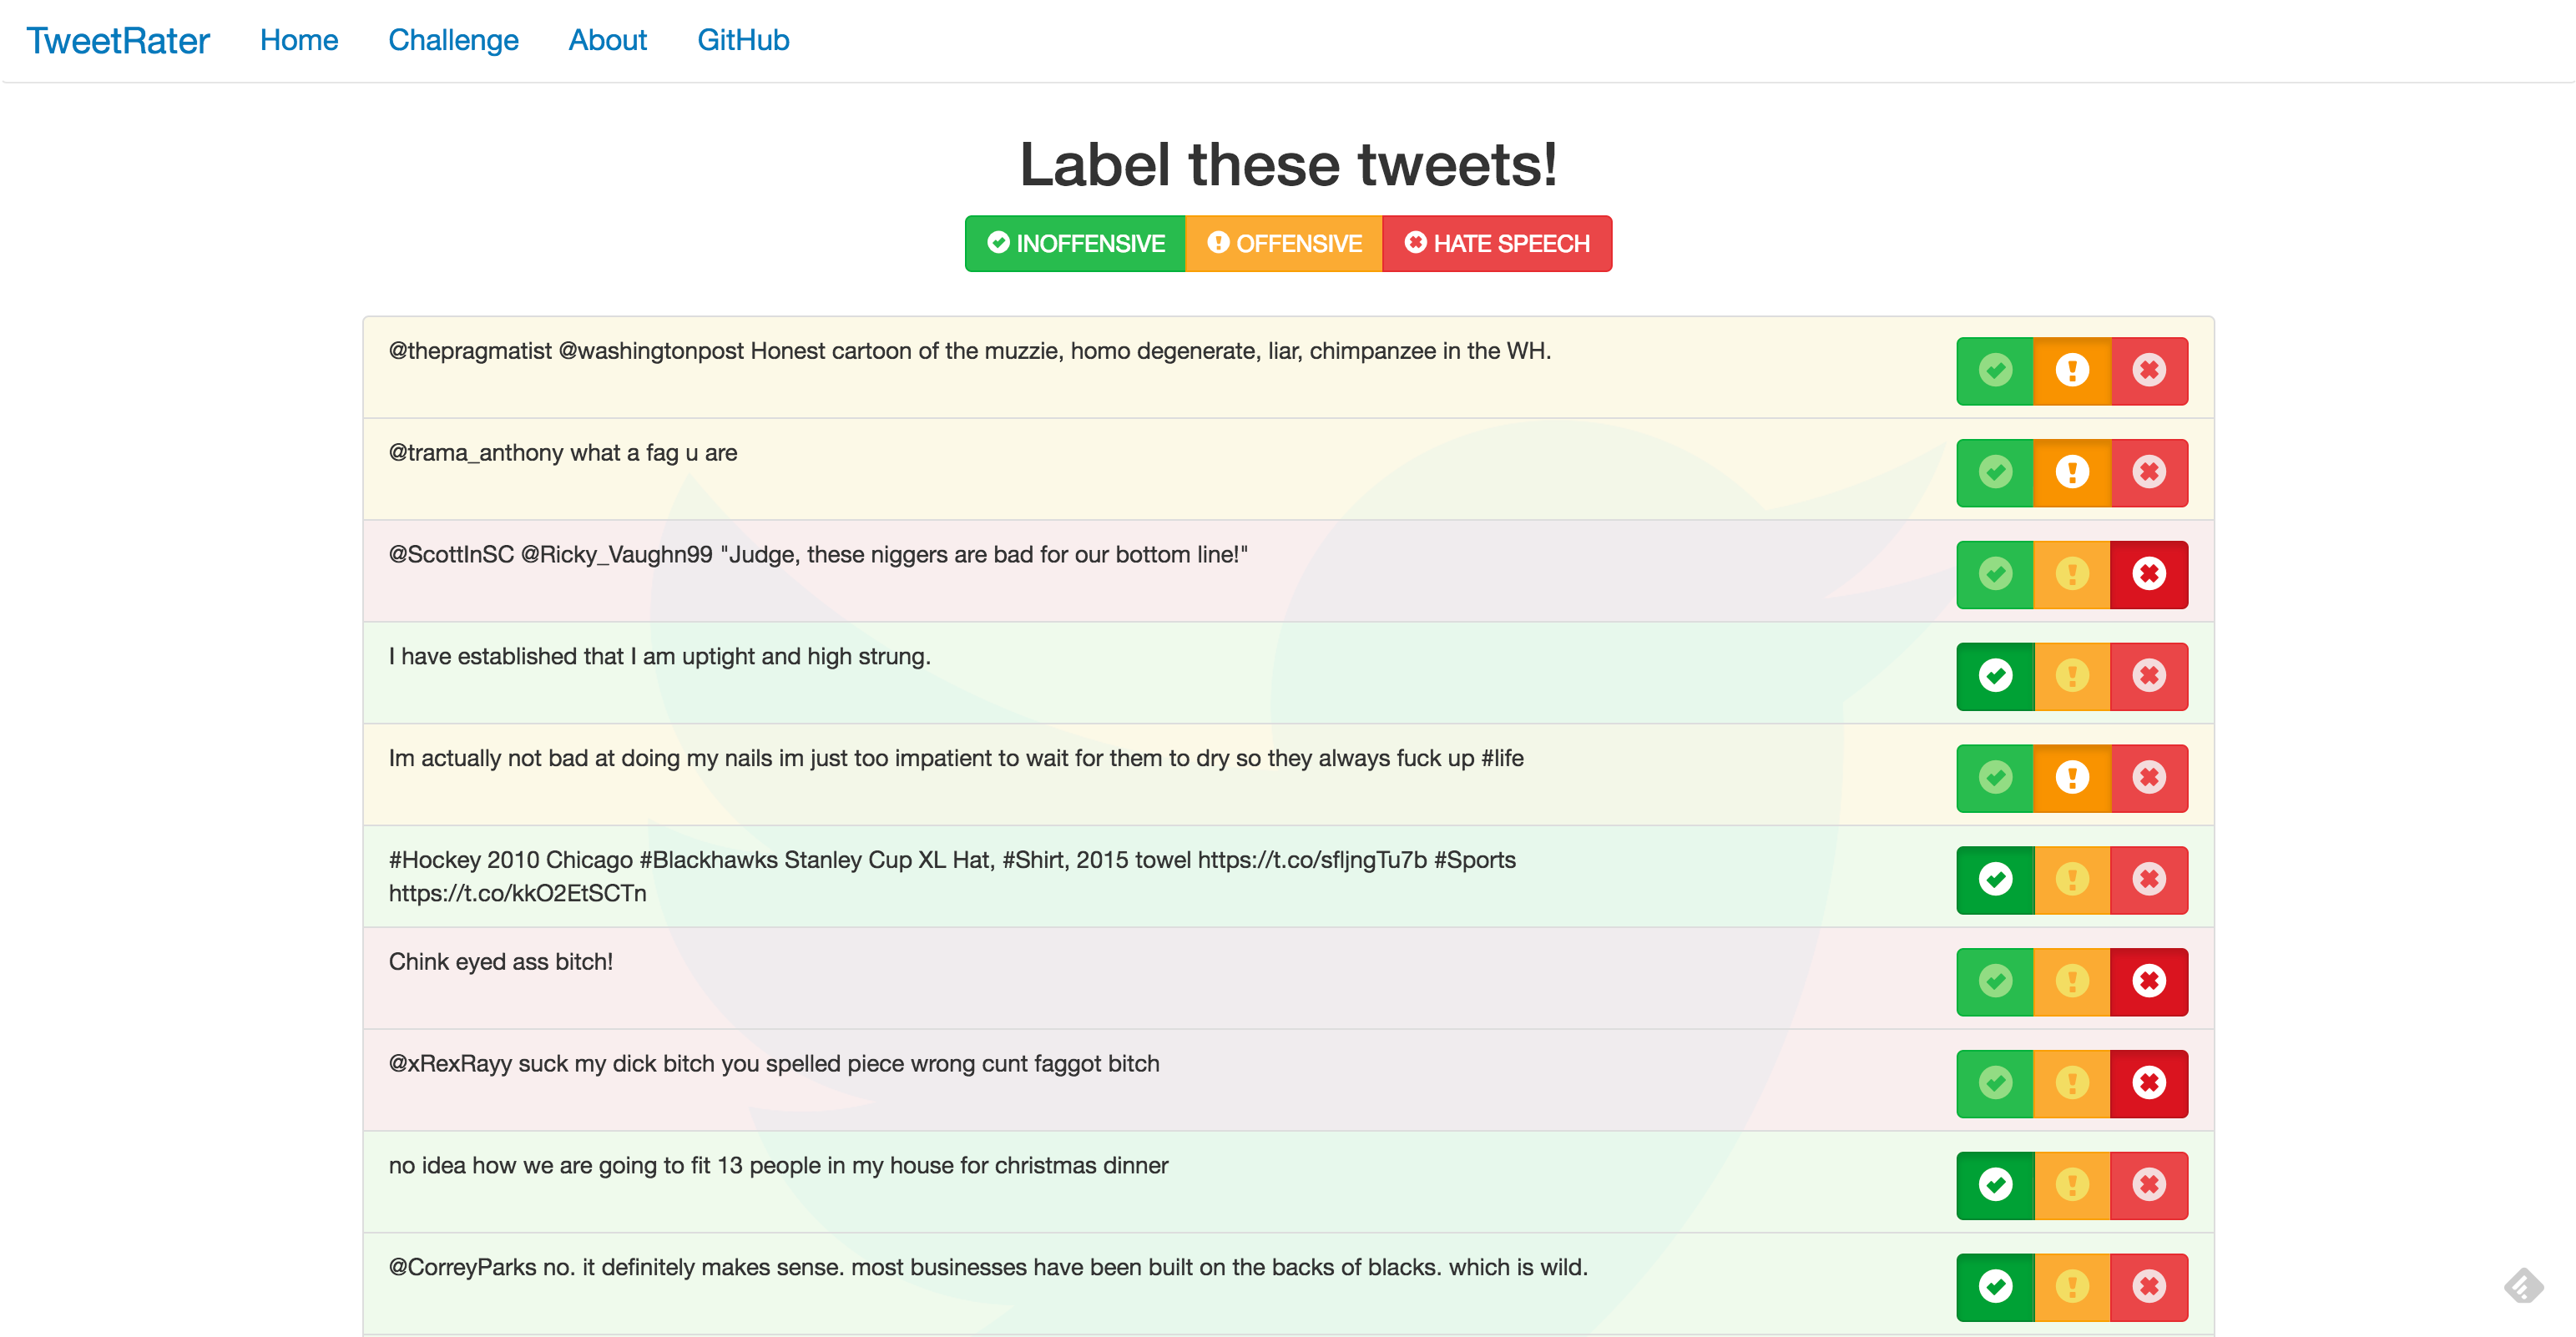 TweetRater Home Challenge About GitHub
Label these tweets!
INOFFENSIVE OFFENSIVE HATE SPEECH
@thepragmatist @washingtonpost Honest cartoon of the muzzie, homo degenerate, liar, chimpanzee in the WH.
@trama_anthony what a fag u are
@ScottInSC @Ricky_Vaughn99 "Judge, these niggers are bad for our bottom line!"
I have established that I am uptight and high strung.
Im actually not bad at doing my nails im just too impatient to wait for them to dry so they always fuck up #life
#Hockey 2010 Chicago #Blackhawks Stanley Cup XL Hat, #Shirt, 2015 towel https://t.co/sfljngTu7b #Sports
https://t.co/kkO2EtSCTn
Chink eyed ass bitch!
@xRexRayy suck my dick bitch you spelled piece wrong cunt faggot bitch
no idea how we are going to fit 13 people in my house for christmas dinner
@CorreyParks no. it definitely makes sense. most businesses have been built on the backs of blacks. which is wild.